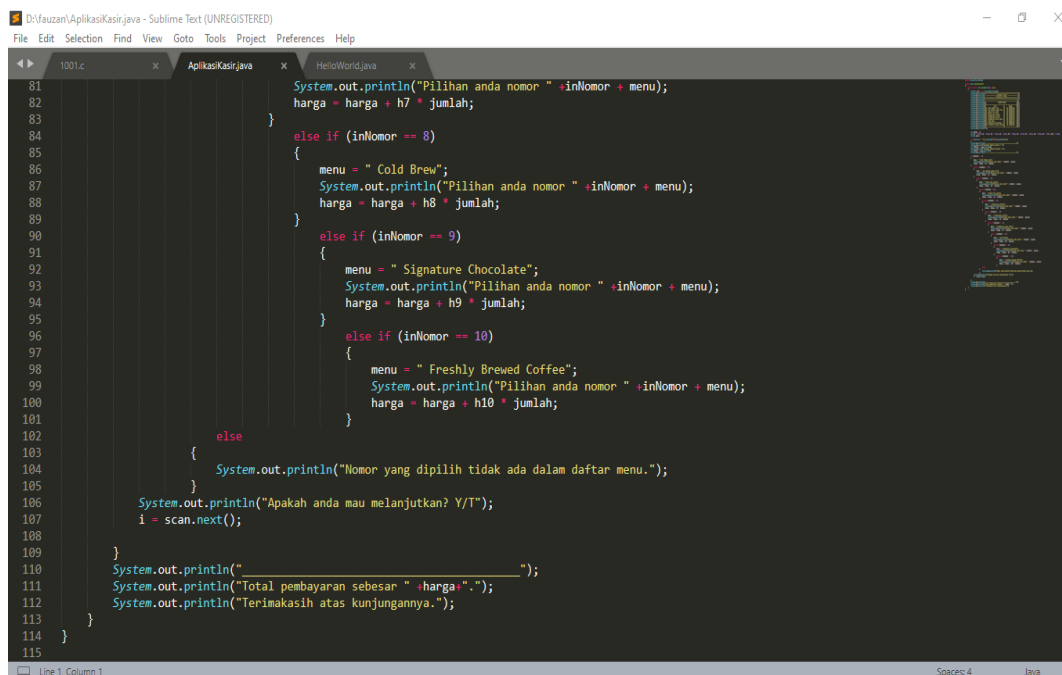 D:\fauzan\AplikasiKasir.java - Sublime Text (UNREGISTERED)
File Edit Selection Find View Goto Tools Project Preferences Help
1001.c × AplikasiKasir.java × HelloWorld.java ×
81 System.out.println("Pilihan anda nomor " +inNomor + menu);
82 harga = harga + h7 * jumlah;
83 }
84 else if (inNomor == 8)
85 {
86 menu = " Cold Brew";
87 System.out.println("Pilihan anda nomor " +inNomor + menu);
88 harga = harga + h8 * jumlah;
89 }
90 else if (inNomor == 9)
91 {
92 menu = " Signature Chocolate";
93 System.out.println("Pilihan anda nomor " +inNomor + menu);
94 harga = harga + h9 * jumlah;
95 }
96 else if (inNomor == 10)
97 {
98 menu = " Freshly Brewed Coffee";
99 System.out.println("Pilihan anda nomor " +inNomor + menu);
100 harga = harga + h10 * jumlah;
101 }
102 else
103 {
104 System.out.println("Nomor yang dipilih tidak ada dalam daftar menu.");
105 }
106 System.out.println("Apakah anda mau melanjutkan? Y/T");
107 i = scan.next();
108
109 }
110 System.out.println("________________________________________");
111 System.out.println("Total pembayaran sebesar " +harga+".");
112 System.out.println("Terimakasih atas kunjungannya.");
113 }
114 }
115
Line 1, Column 1 Spaces: 4 Java